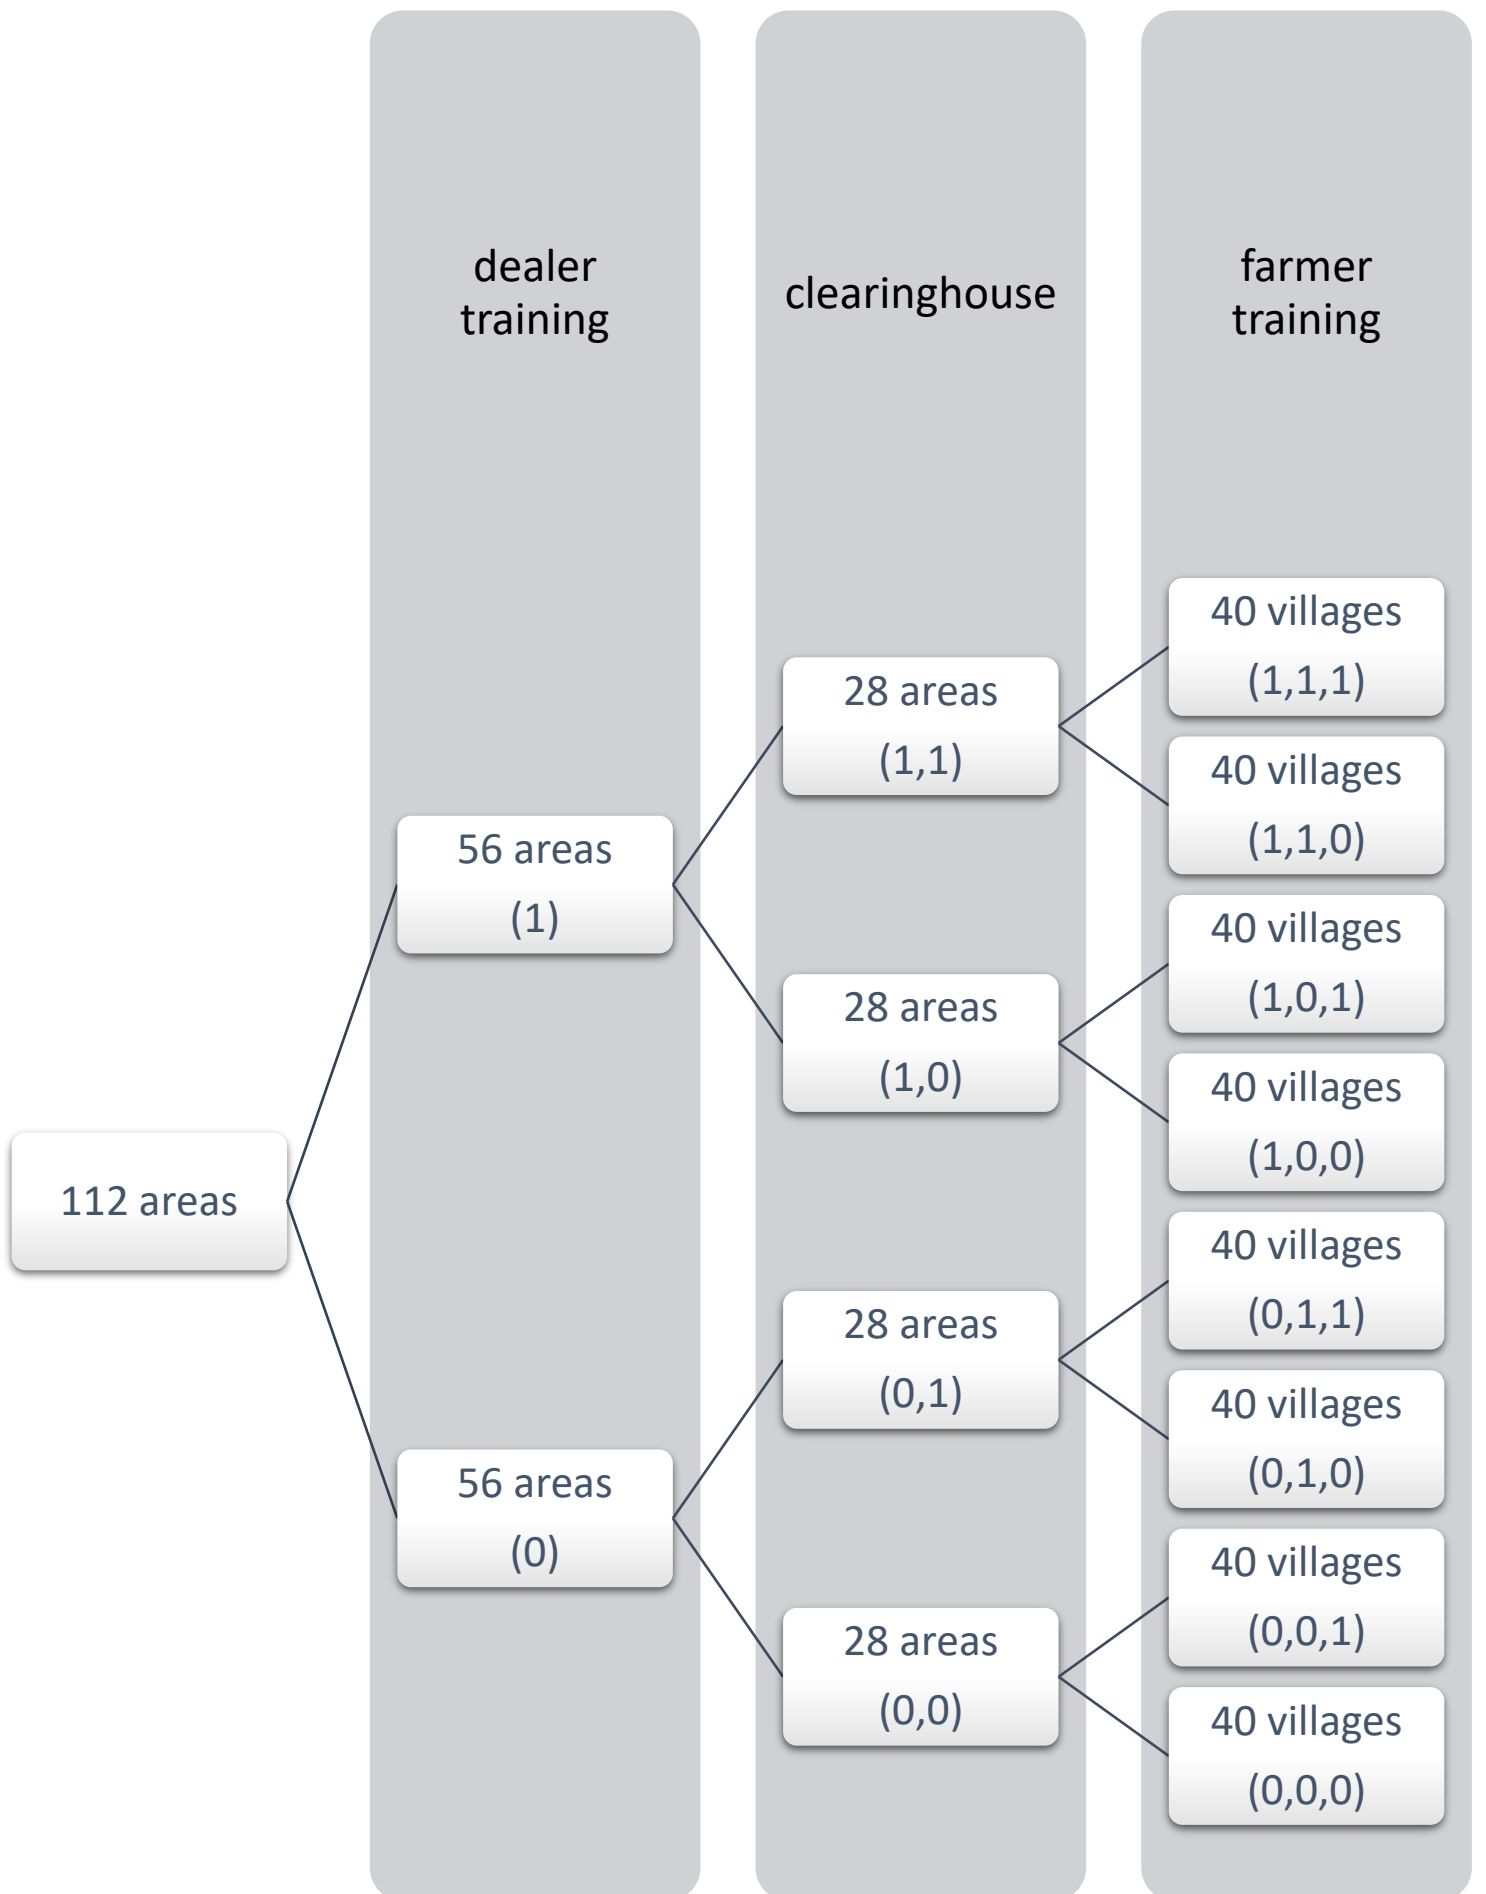 dealer
training
clearinghouse
farmer
training
112 areas
56 areas
(1)
56 areas
(0)
28 areas
(1,1)
28 areas
(1,0)
28 areas
(0,1)
28 areas
(0,0)
40 villages
(1,1,1)
40 villages
(1,1,0)
40 villages
(1,0,1)
40 villages
(1,0,0)
40 villages
(0,1,1)
40 villages
(0,1,0)
40 villages
(0,0,1)
40 villages
(0,0,0)